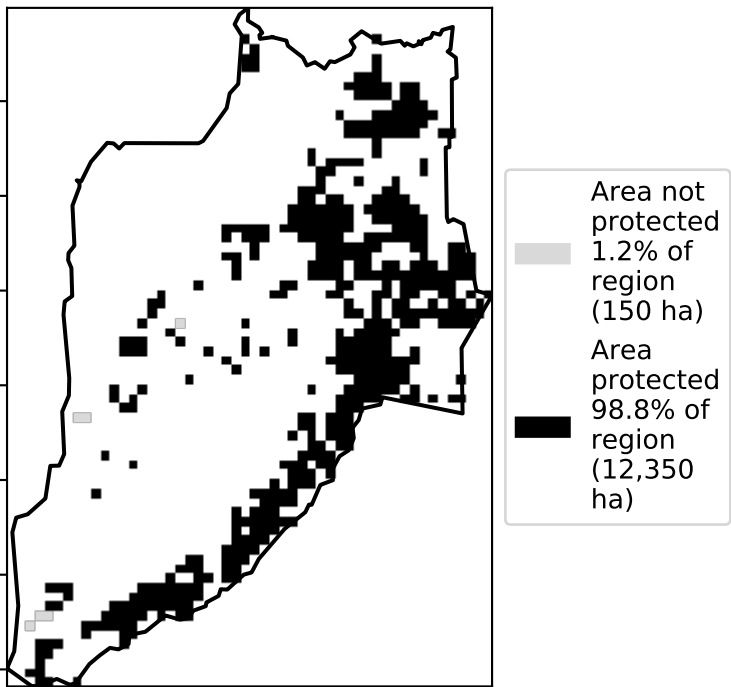 Area not
protected
1.2% of
region
(150 ha)
Area
protected
98.8% of
region
(12,350
ha)